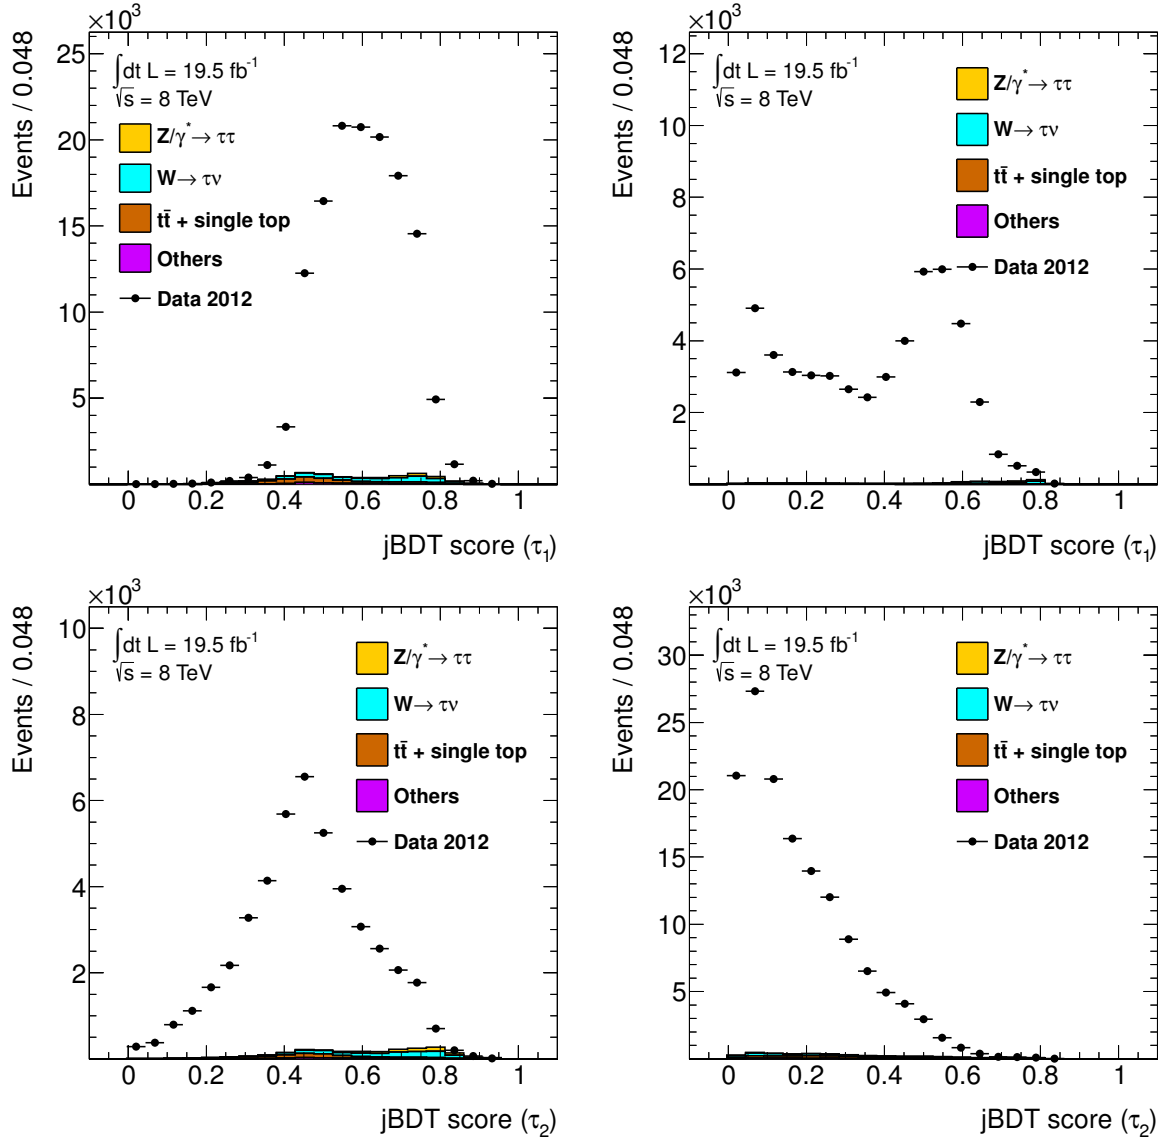 ×10³
Events / 0.048
∫dt L = 19.5 fb⁻¹
√s = 8 TeV
Z/γ* → ττ
W→ τν
tt̄ + single top
Others
Data 2012
25
20
15
10
5
0 0.2 0.4 0.6 0.8 1
jBDT score (τ₁)
×10³
Events / 0.048
∫dt L = 19.5 fb⁻¹
√s = 8 TeV
Z/γ* → ττ
W→ τν
tt̄ + single top
Others
Data 2012
12
10
8
6
4
2
0 0.2 0.4 0.6 0.8 1
jBDT score (τ₁)
×10³
Events / 0.048
∫dt L = 19.5 fb⁻¹
√s = 8 TeV
Z/γ* → ττ
W→ τν
tt̄ + single top
Others
Data 2012
10
8
6
4
2
0 0.2 0.4 0.6 0.8 1
jBDT score (τ₂)
×10³
Events / 0.048
∫dt L = 19.5 fb⁻¹
√s = 8 TeV
Z/γ* → ττ
W→ τν
tt̄ + single top
Others
Data 2012
30
25
20
15
10
5
0 0.2 0.4 0.6 0.8 1
jBDT score (τ₂)